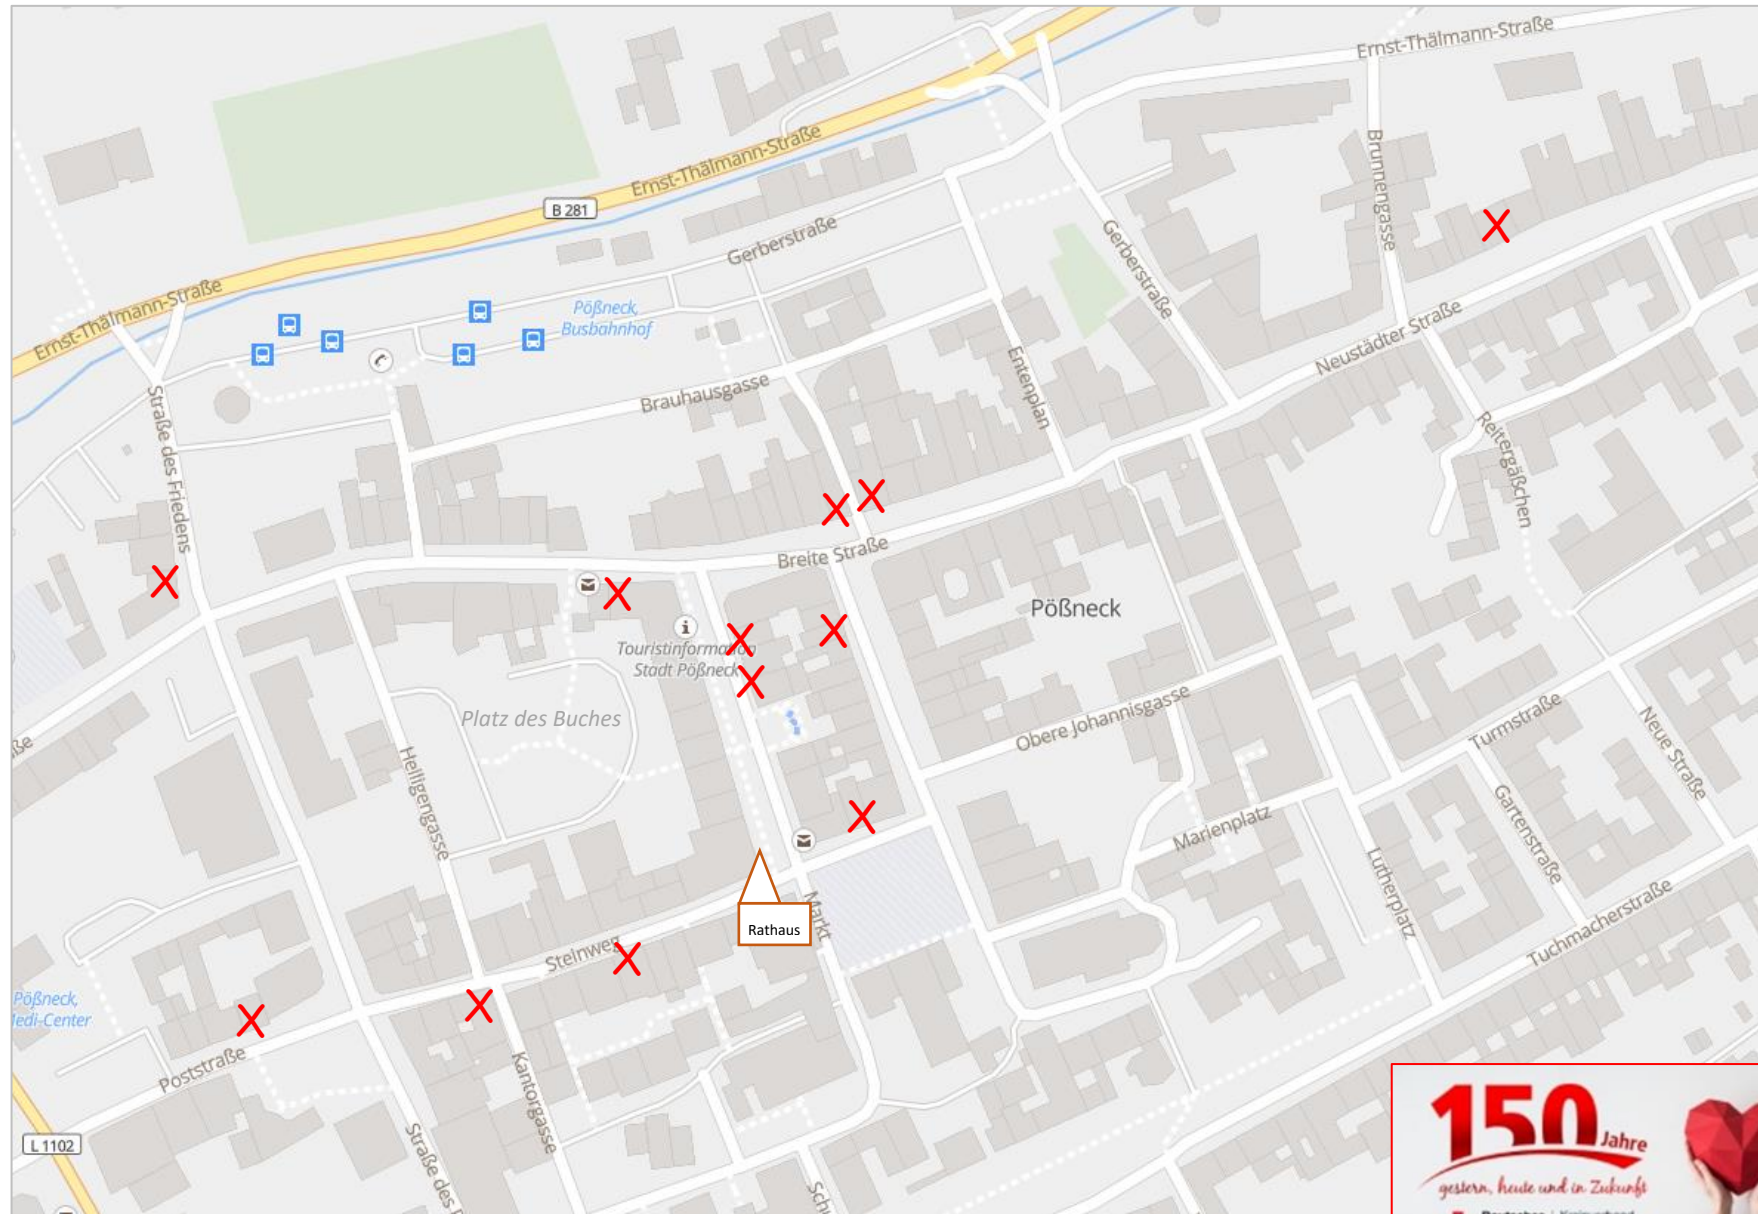 Ernst-Thälmann-Straße
Ernst-Thälmann-Straße
B 281
Brunnengasse
Gerberstraße
Gerberstraße
Ernst-Thälmann-Straße
Pößneck,
Busbahnhof
Neustädter Straße
Entenplan
Brauhausgasse
Straße des Friedens
Reitergäßchen
Breite Straße
Pößneck
Touristinformation
Stadt Pößneck
Platz des Buches
Obere Johannisgasse
Turmstraße
Neue Straße
Heiligengasse
Gartenstraße
Marienplatz
Lutherplatz
Markt
Rathaus
Steinweg
Tuchmacherstraße
Pößneck,
Poststraße
Kantorgasse
L 1102
Straße des
150 Jahre
gestern, heute und in Zukunft